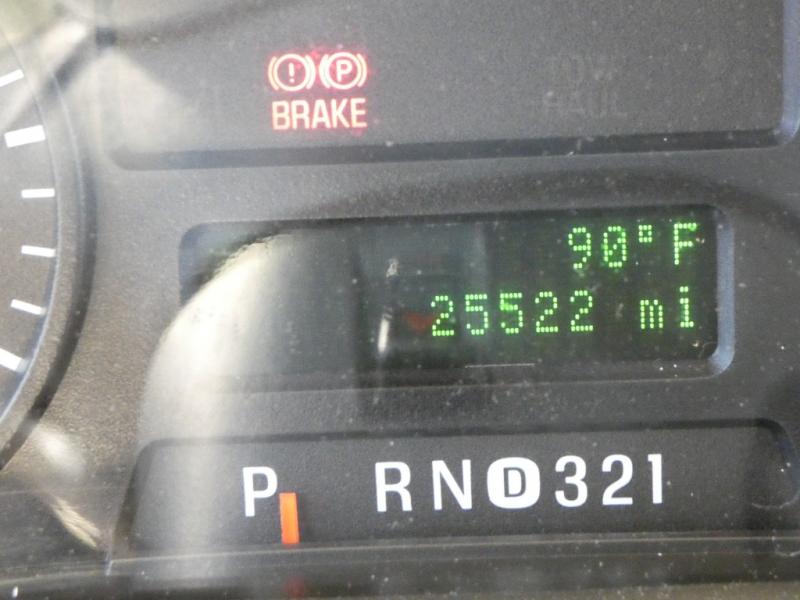 (!) (P)
BRAKE
TOW
HAUL
90°F
25522 mi
P RND321